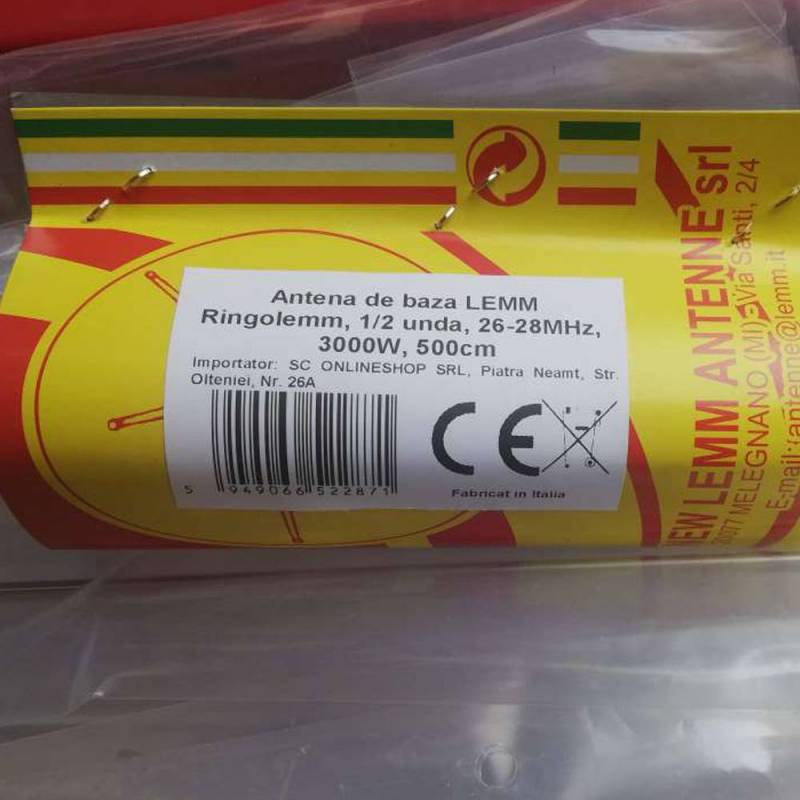 Antena de baza LEMM
Ringolemm, 1/2 unda, 26-28MHz,
3000W, 500cm
Importator: SC ONLINESHOP SRL, Piatra Neamt, Str.
Olteniei, Nr. 26A
5 949066 522871
CE
Fabricat in Italia
NEW LEMM ANTENNE srl
20077 MELEGNANO (MI) - Via Santi, 2/4
E-mail: antenne@lemm.it